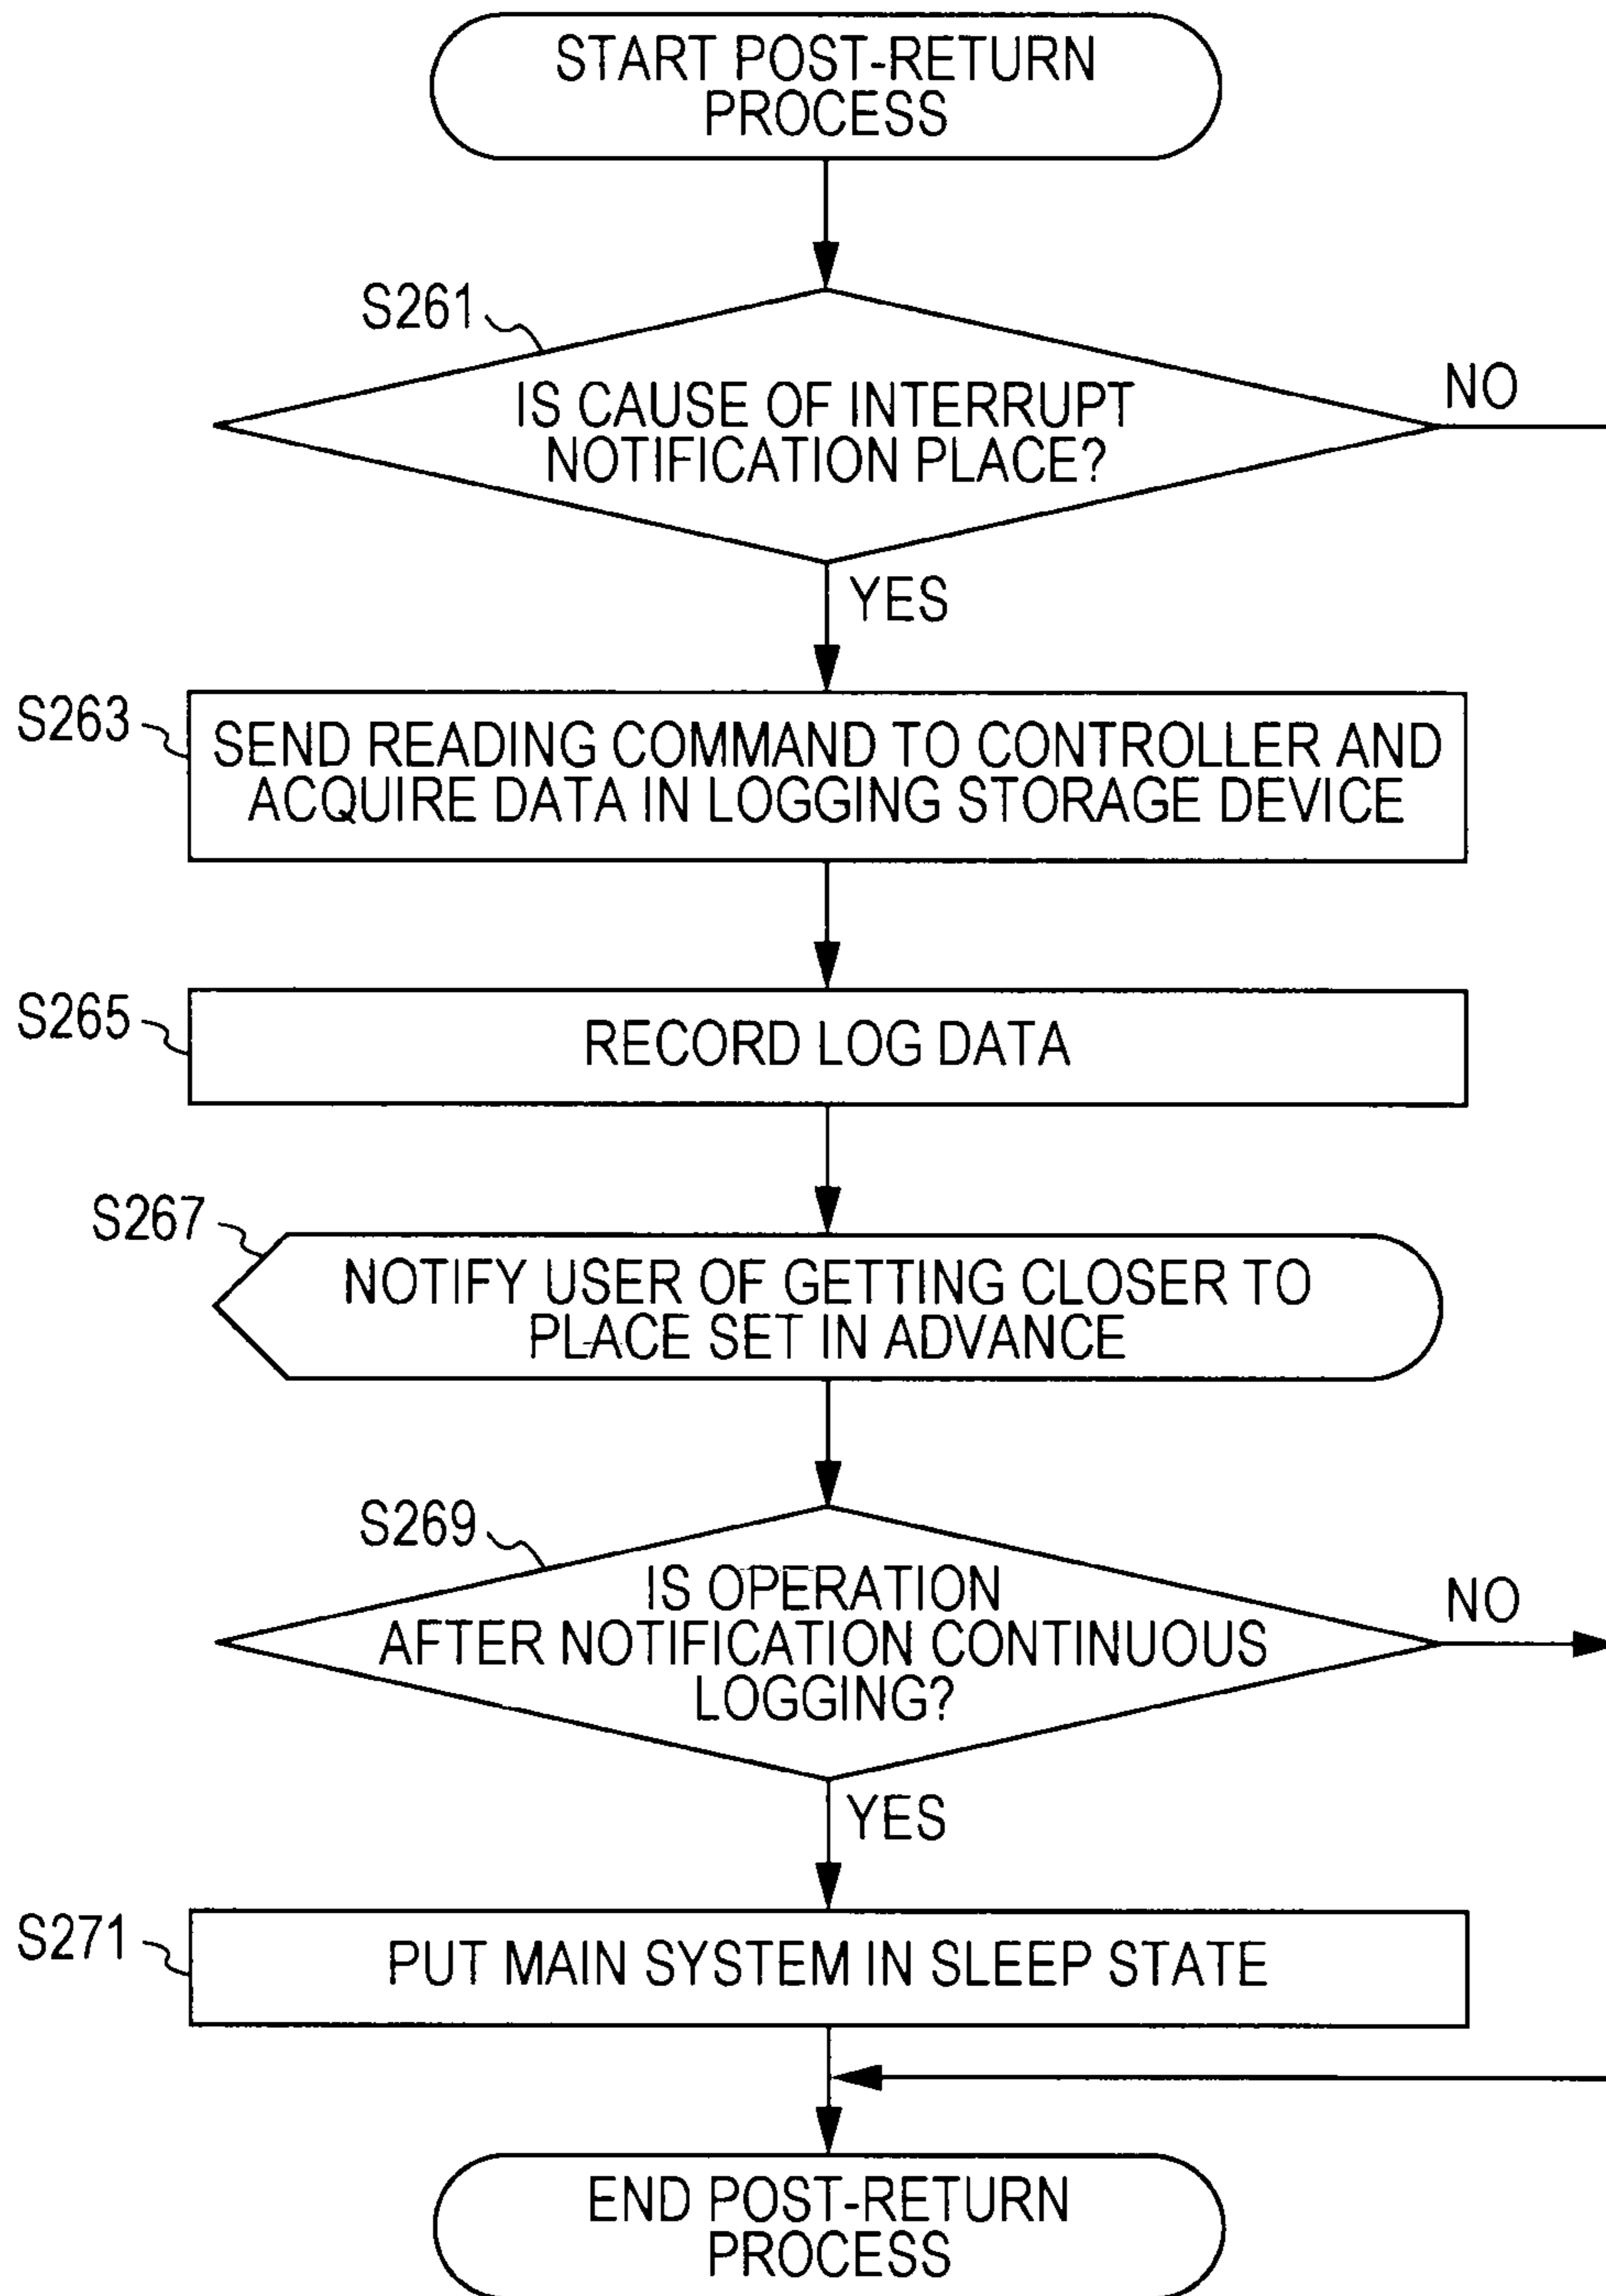 START POST-RETURN
PROCESS
S261
IS CAUSE OF INTERRUPT
NOTIFICATION PLACE?
NO
YES
S263
SEND READING COMMAND TO CONTROLLER AND
ACQUIRE DATA IN LOGGING STORAGE DEVICE
S265
RECORD LOG DATA
S267
NOTIFY USER OF GETTING CLOSER TO
PLACE SET IN ADVANCE
S269
IS OPERATION
AFTER NOTIFICATION CONTINUOUS
LOGGING?
NO
YES
S271
PUT MAIN SYSTEM IN SLEEP STATE
END POST-RETURN
PROCESS